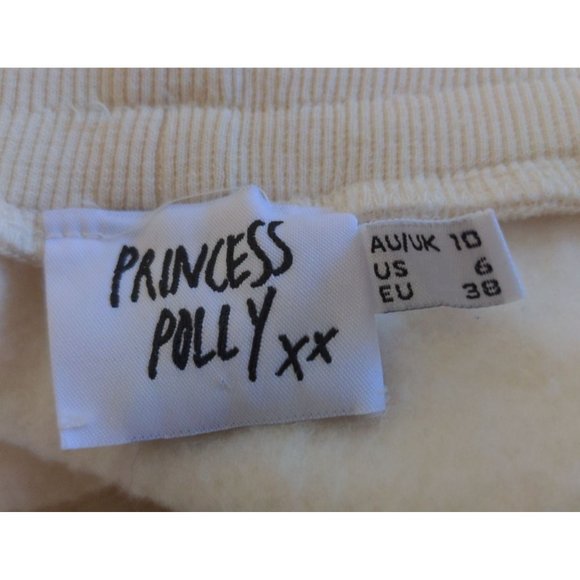 PRINCESS
POLLY xx
AU/UK 10
US 6
EU 38